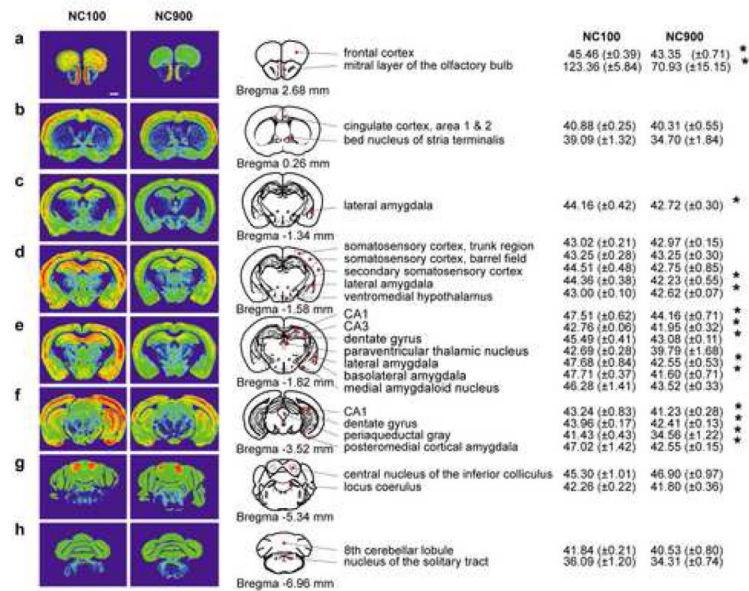 NC100 NC900 NC100 NC900
a
frontal cortex 45.46 (±0.39) 43.35 (±0.71) *
mitral layer of the olfactory bulb 123.36 (±5.84) 70.93 (±15.15) *
Bregma 2.68 mm
b
cingulate cortex, area 1 & 2 40.88 (±0.25) 40.31 (±0.55)
bed nucleus of stria terminalis 39.09 (±1.32) 34.70 (±1.84)
Bregma 0.26 mm
c
lateral amygdala 44.16 (±0.42) 42.72 (±0.30) *
Bregma -1.34 mm
d
somatosensory cortex, trunk region 43.02 (±0.21) 42.97 (±0.15)
somatosensory cortex, barrel field 43.25 (±0.28) 43.25 (±0.30)
secondary somatosensory cortex 44.51 (±0.48) 42.75 (±0.85)
lateral amygdala 44.36 (±0.38) 42.23 (±0.55) *
ventromedial hypothalamus 43.00 (±0.10) 42.62 (±0.07) *
Bregma -1.58 mm
e
CA1 47.51 (±0.62) 44.16 (±0.71) *
CA3 42.76 (±0.06) 41.95 (±0.32) *
dentate gyrus 45.49 (±0.41) 43.08 (±0.11) *
paraventricular thalamic nucleus 42.69 (±0.28) 39.79 (±1.68)
lateral amygdala 47.68 (±0.84) 42.55 (±0.53) *
basolateral amygdala 47.71 (±0.37) 41.60 (±0.71) *
medial amygdaloid nucleus 46.28 (±1.41) 43.52 (±0.33)
Bregma -1.82 mm
f
CA1 43.24 (±0.83) 41.23 (±0.28) *
dentate gyrus 43.96 (±0.17) 42.41 (±0.13) *
periaqueductal gray 41.43 (±0.43) 34.56 (±1.22) *
posteromedial cortical amygdala 47.02 (±1.42) 42.55 (±0.15) *
Bregma -3.52 mm
g
central nucleus of the inferior colliculus 45.30 (±1.01) 46.90 (±0.97)
locus coerulus 42.26 (±0.22) 41.80 (±0.36)
Bregma -5.34 mm
h
8th cerebellar lobule 41.84 (±0.21) 40.53 (±0.80)
nucleus of the solitary tract 36.09 (±1.20) 34.31 (±0.74)
Bregma -6.96 mm